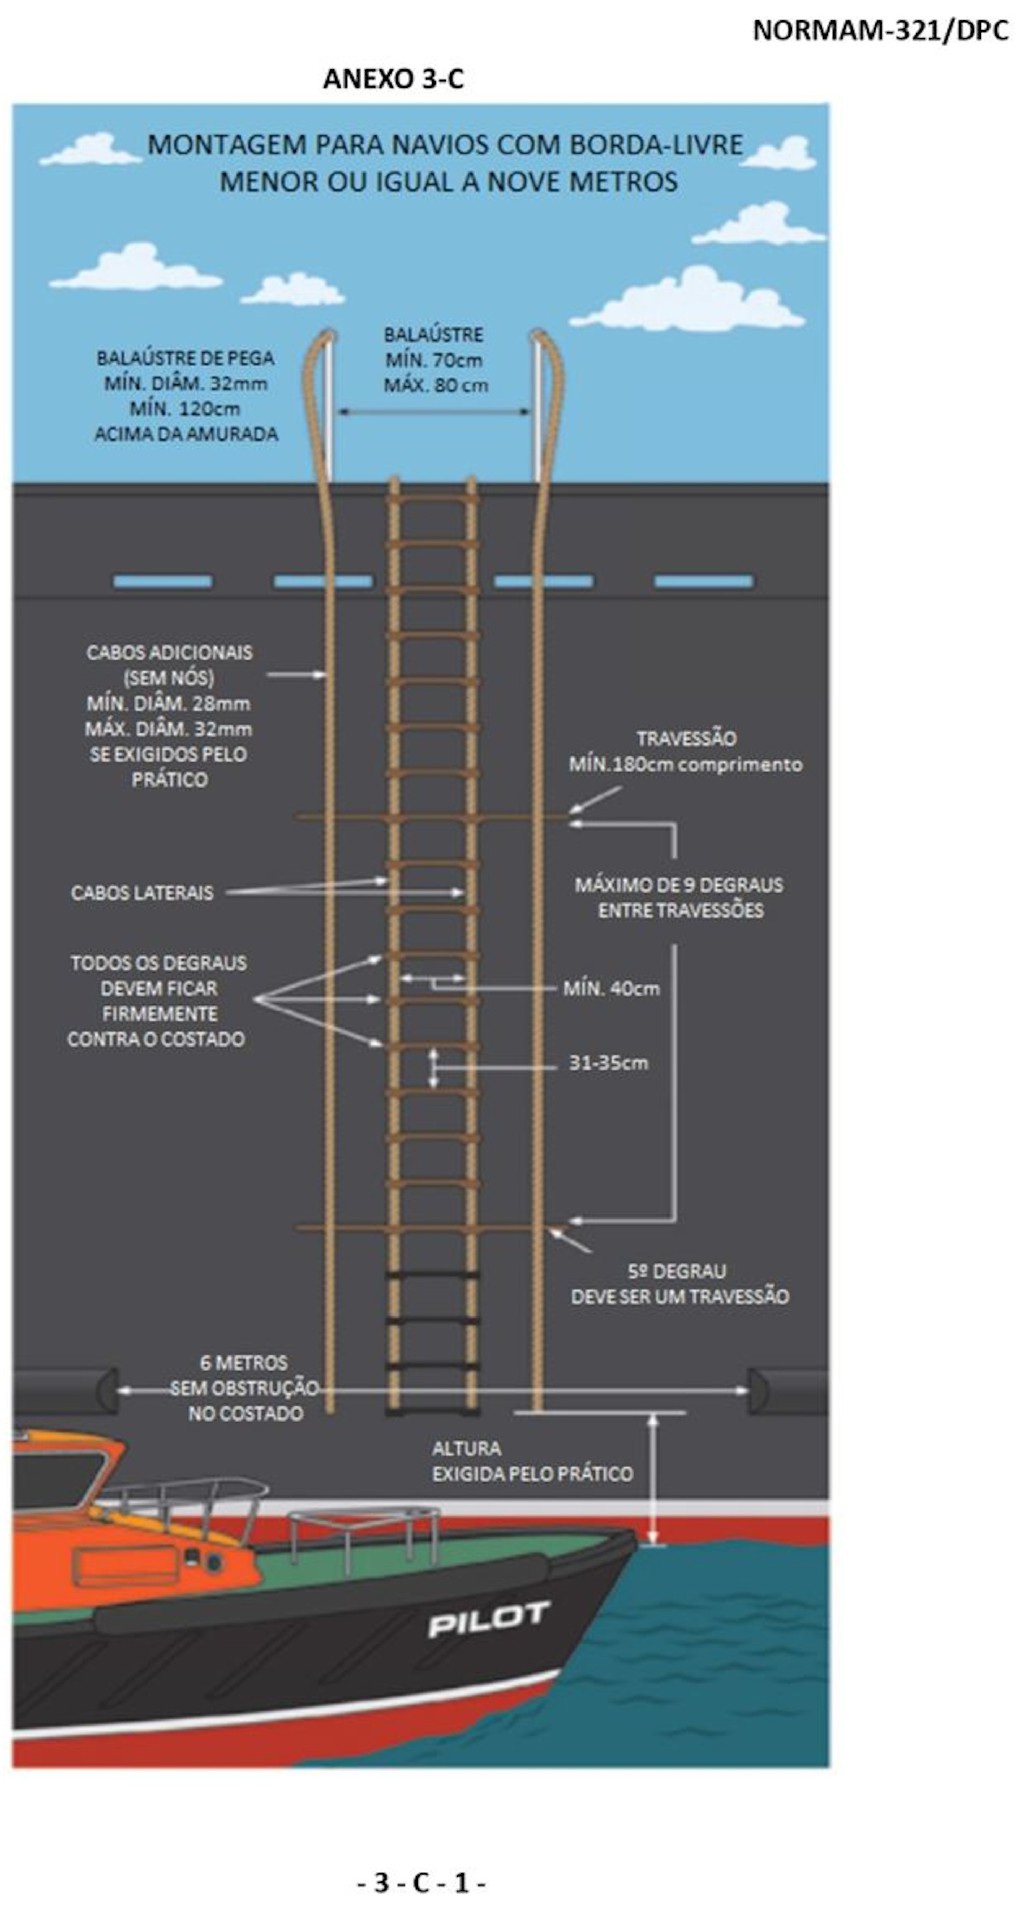 NORMAM-321/DPC
ANEXO 3-C
MONTAGEM PARA NAVIOS COM BORDA-LIVRE
MENOR OU IGUAL A NOVE METROS
BALAÚSTRE DE PEGA
MÍN. DIÂM. 32mm
MÍN. 120cm
ACIMA DA AMURADA
BALAÚSTRE
MÍN. 70cm
MÁX. 80 cm
CABOS ADICIONAIS
(SEM NÓS)
MÍN. DIÂM. 28mm
MÁX. DIÂM. 32mm
SE EXIGIDOS PELO
PRÁTICO
TRAVESSÃO
MÍN.180cm comprimento
CABOS LATERAIS
MÁXIMO DE 9 DEGRAUS
ENTRE TRAVESSÕES
TODOS OS DEGRAUS
DEVEM FICAR
FIRMEMENTE
CONTRA O COSTADO
MÍN. 40cm
31-35cm
5º DEGRAU
DEVE SER UM TRAVESSÃO
6 METROS
SEM OBSTRUÇÃO
NO COSTADO
ALTURA
EXIGIDA PELO PRÁTICO
PILOT
- 3 - C - 1 -